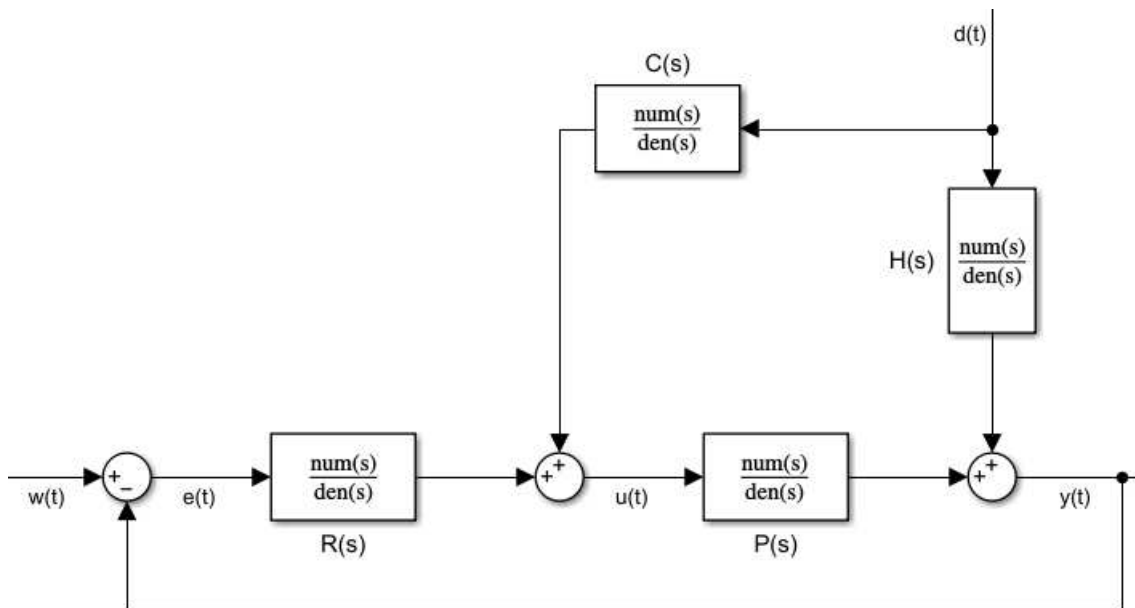 d(t)
C(s)
num(s)
den(s)
H(s)
num(s)
den(s)
+
+
+
+
+
−
w(t)
e(t)
num(s)
den(s)
R(s)
u(t)
num(s)
den(s)
P(s)
y(t)